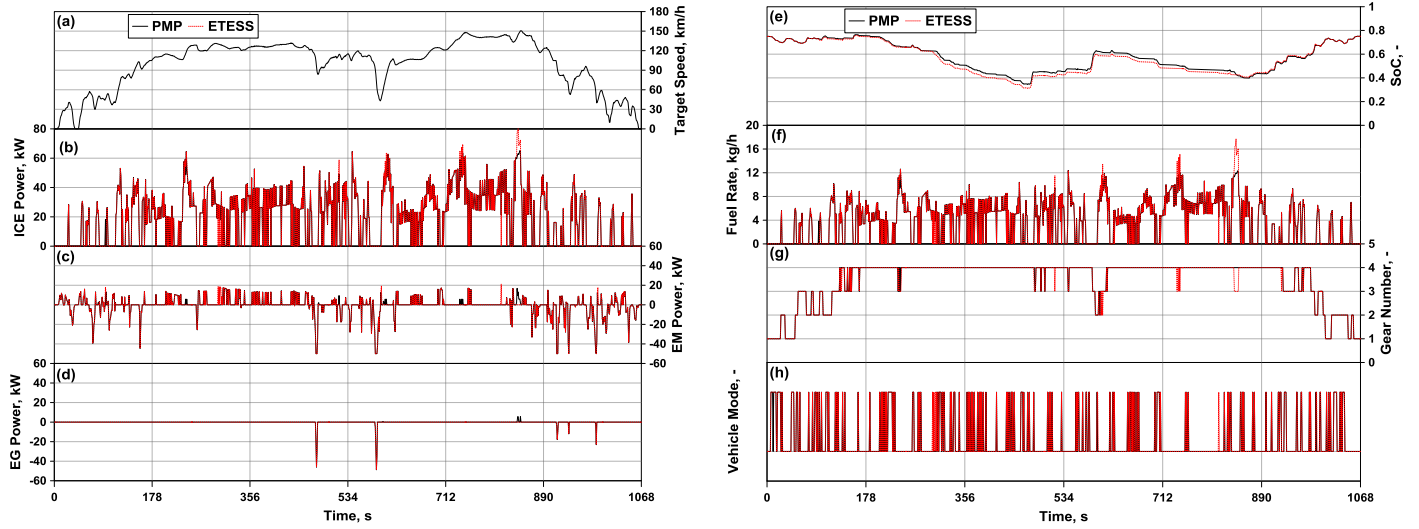 (a)
PMP ETESS
180
150
120
90
60
30
0
Target Speed, km/h
(b)
80
60
40
20
0
ICE Power, kW
(c)
60
40
20
0
-20
-40
-60
EM Power, kW
(d)
60
40
20
0
-20
-40
-60
EG Power, kW
0 178 356 534 712 890 1068
Time, s
(e)
PMP ETESS
1
0.8
0.6
0.4
0.2
0
SoC, -
(f)
20
16
12
8
4
0
Fuel Rate, kg/h
(g)
5
4
3
2
1
0
Gear Number, -
(h)
Vehicle Mode, -
0 178 356 534 712 890 1068
Time, s